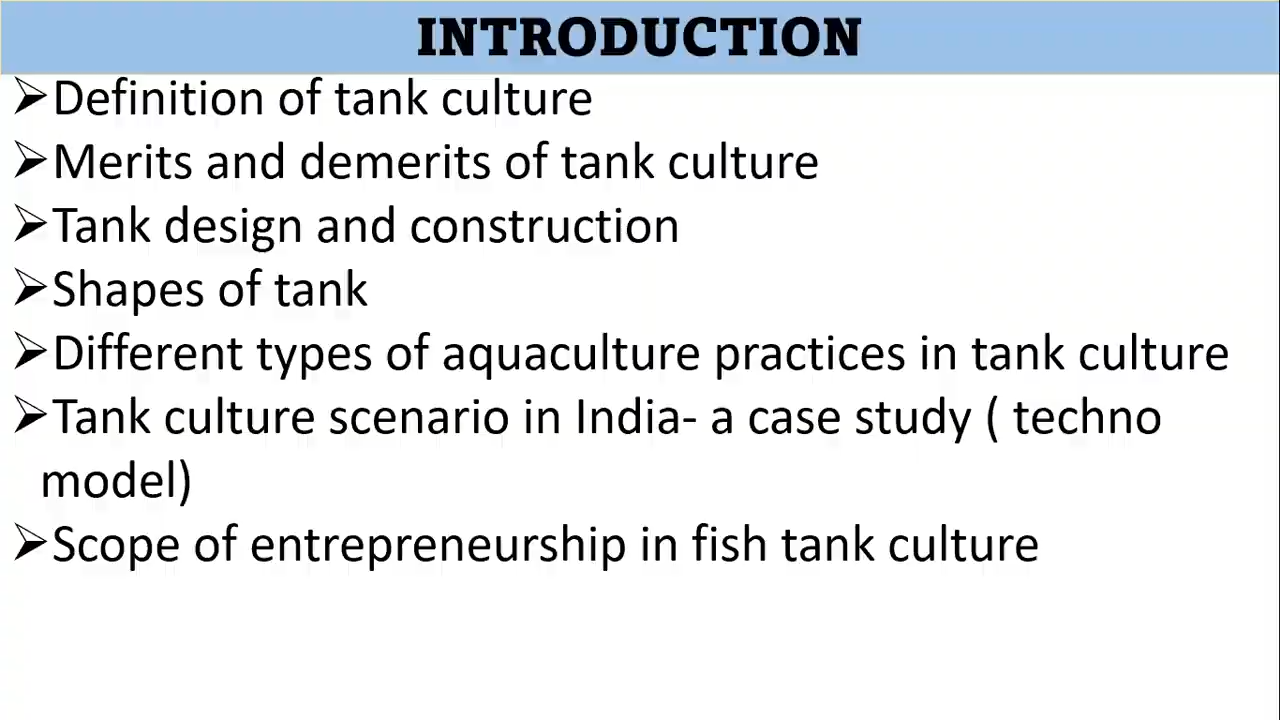 INTRODUCTION
➢Definition of tank culture
➢Merits and demerits of tank culture
➢Tank design and construction
➢Shapes of tank
➢Different types of aquaculture practices in tank culture
➢Tank culture scenario in India- a case study ( techno
model)
➢Scope of entrepreneurship in fish tank culture